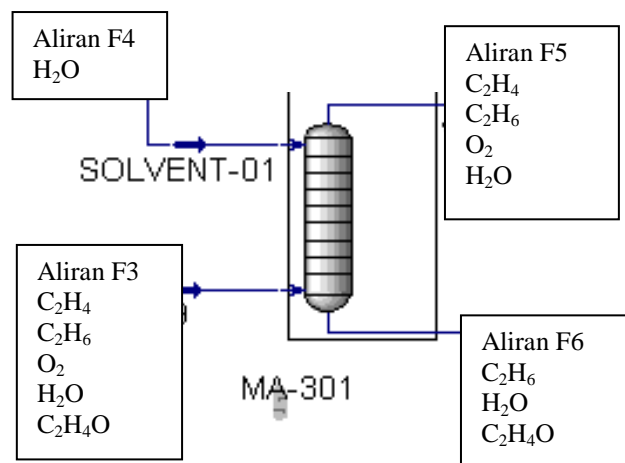 Aliran F4
H₂O
Aliran F5
C₂H₄
C₂H₆
O₂
H₂O
SOLVENT-01
Aliran F3
C₂H₄
C₂H₆
O₂
H₂O
C₂H₄O
MA-301
Aliran F6
C₂H₆
H₂O
C₂H₄O